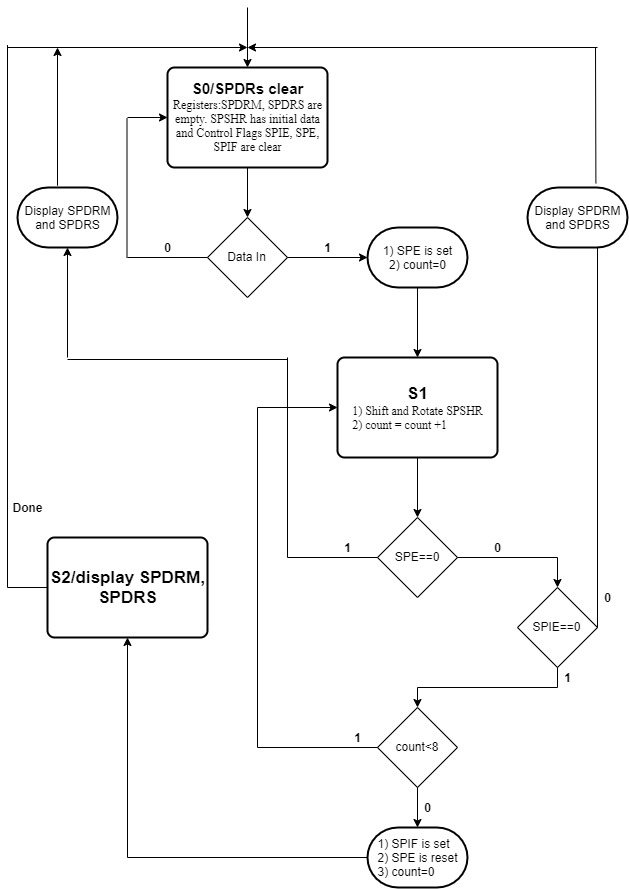 S0/SPDRs clear
Registers:SPDRM, SPDRS are
empty. SPSHR has initial data
and Control Flags SPIE, SPE,
SPIF are clear
Display SPDRM
and SPDRS
Display SPDRM
and SPDRS
0
Data In
1
1) SPE is set
2) count=0
S1
1) Shift and Rotate SPSHR
2) count = count +1
Done
1
SPE==0
0
S2/display SPDRM,
SPDRS
SPIE==0
0
1
1
count<8
0
1) SPIF is set
2) SPE is reset
3) count=0